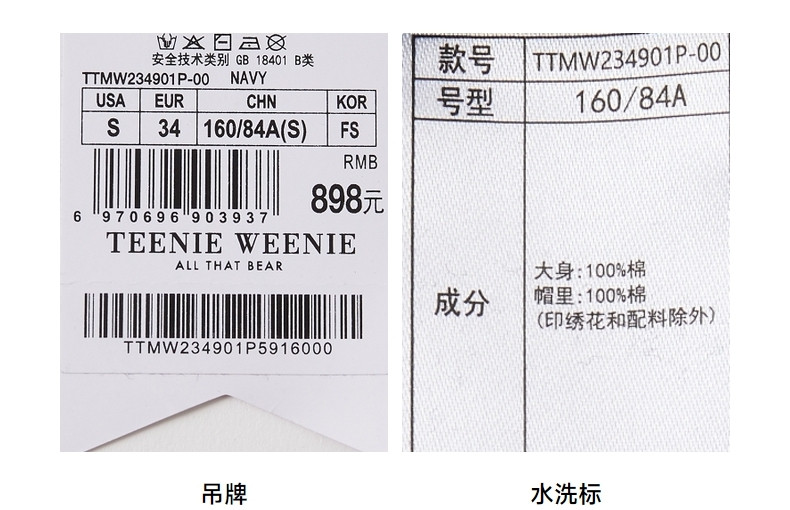 安全技术类别 GB 18401 B类
TTMW234901P-00 NAVY
USA EUR CHN KOR
S 34 160/84A(S) FS
RMB
898元
6 970696 903937
TEENIE WEENIE
ALL THAT BEAR
TTMW234901P5916000
吊牌
款号 TTMW234901P-00
号型 160/84A
成分
大身:100%棉
帽里:100%棉
(印绣花和配料除外)
水洗标